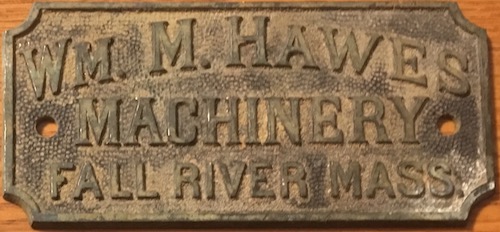 WM. M. HAWES
MACHINERY
FALL RIVER MASS.